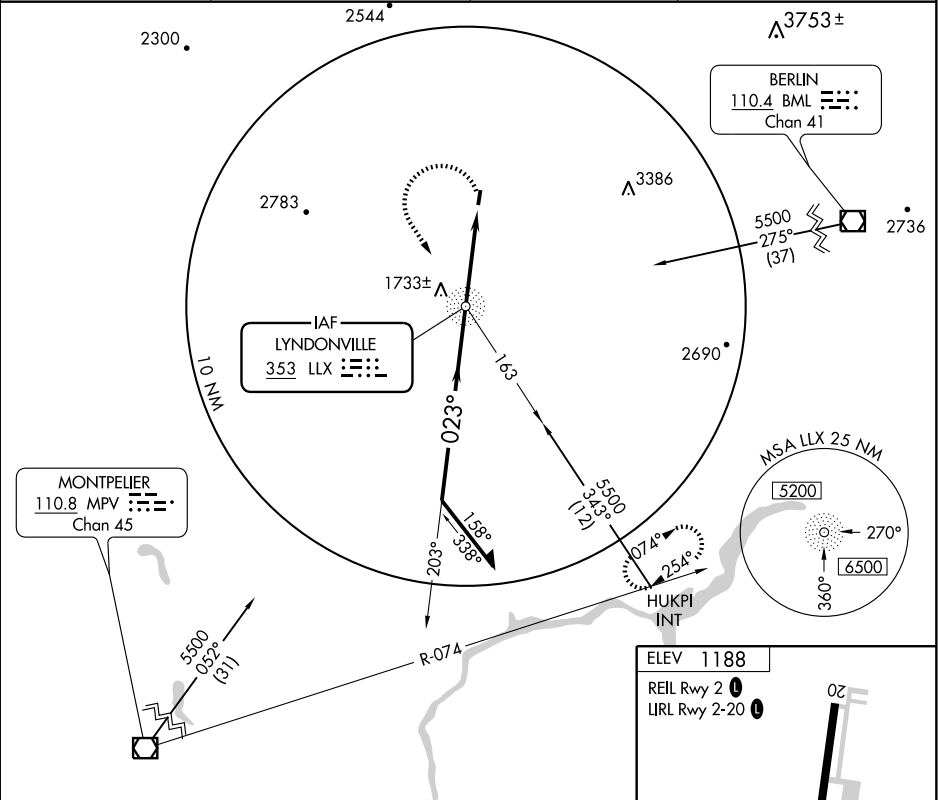 2544
2300
3753±
BERLIN
110.4 BML
Chan 41
3386
2783
5500
275°
(37)
2736
1733±
IAF
LYNDONVILLE
353 LLX
163
2690
10 NM
023°
MSA LLX 25 NM
5200
270°
6500
360°
MONTPELIER
110.8 MPV
Chan 45
5500
343°
(12)
158°
338°
203°
074°
254°
HUKPI
INT
5500
052°
(31)
R-074
ELEV 1188
REIL Rwy 2 L
LIRL Rwy 2-20 L
20